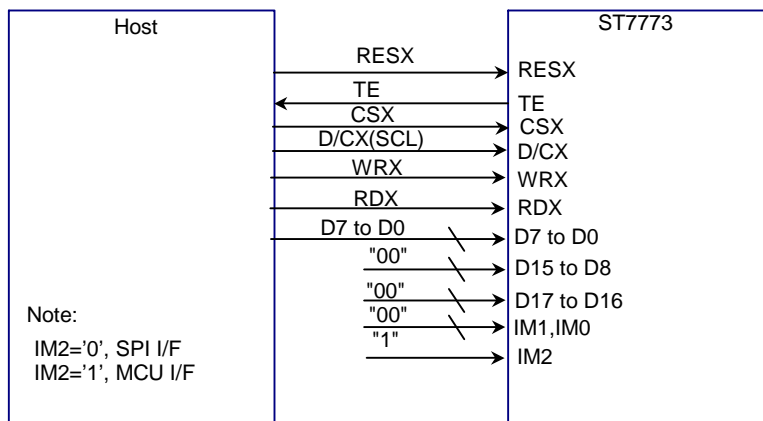 Host
ST7773
RESX
RESX
TE
TE
CSX
CSX
D/CX(SCL)
D/CX
WRX
WRX
RDX
RDX
D7 to D0
D7 to D0
"00"
D15 to D8
"00"
D17 to D16
"00"
IM1,IM0
"1"
IM2
Note:
IM2='0', SPI I/F
IM2='1', MCU I/F